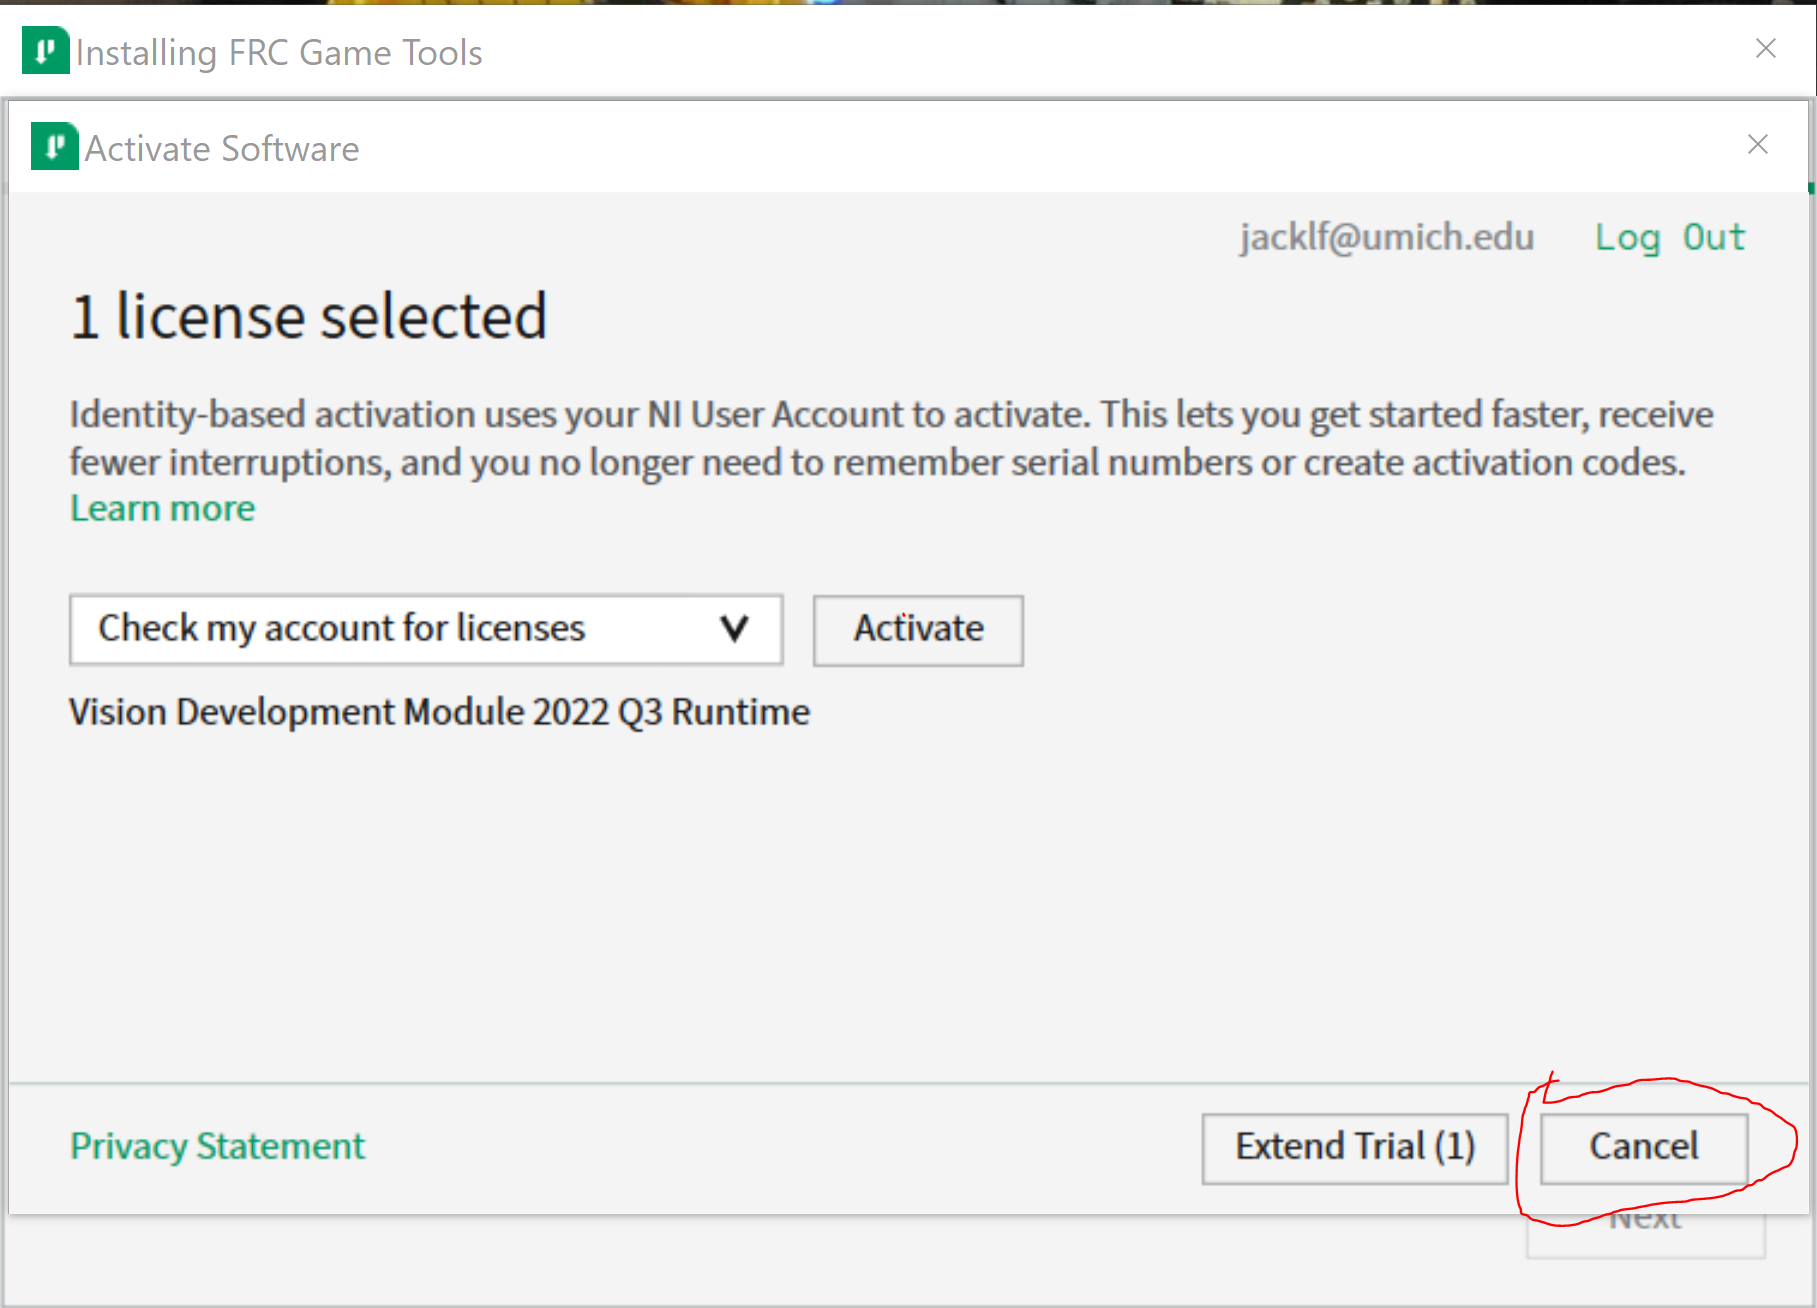 Installing FRC Game Tools
Activate Software
jacklf@umich.edu Log Out
1 license selected
Identity-based activation uses your NI User Account to activate. This lets you get started faster, receive
fewer interruptions, and you no longer need to remember serial numbers or create activation codes.
Learn more
Check my account for licenses Activate
Vision Development Module 2022 Q3 Runtime
Privacy Statement Extend Trial (1) Cancel
Next